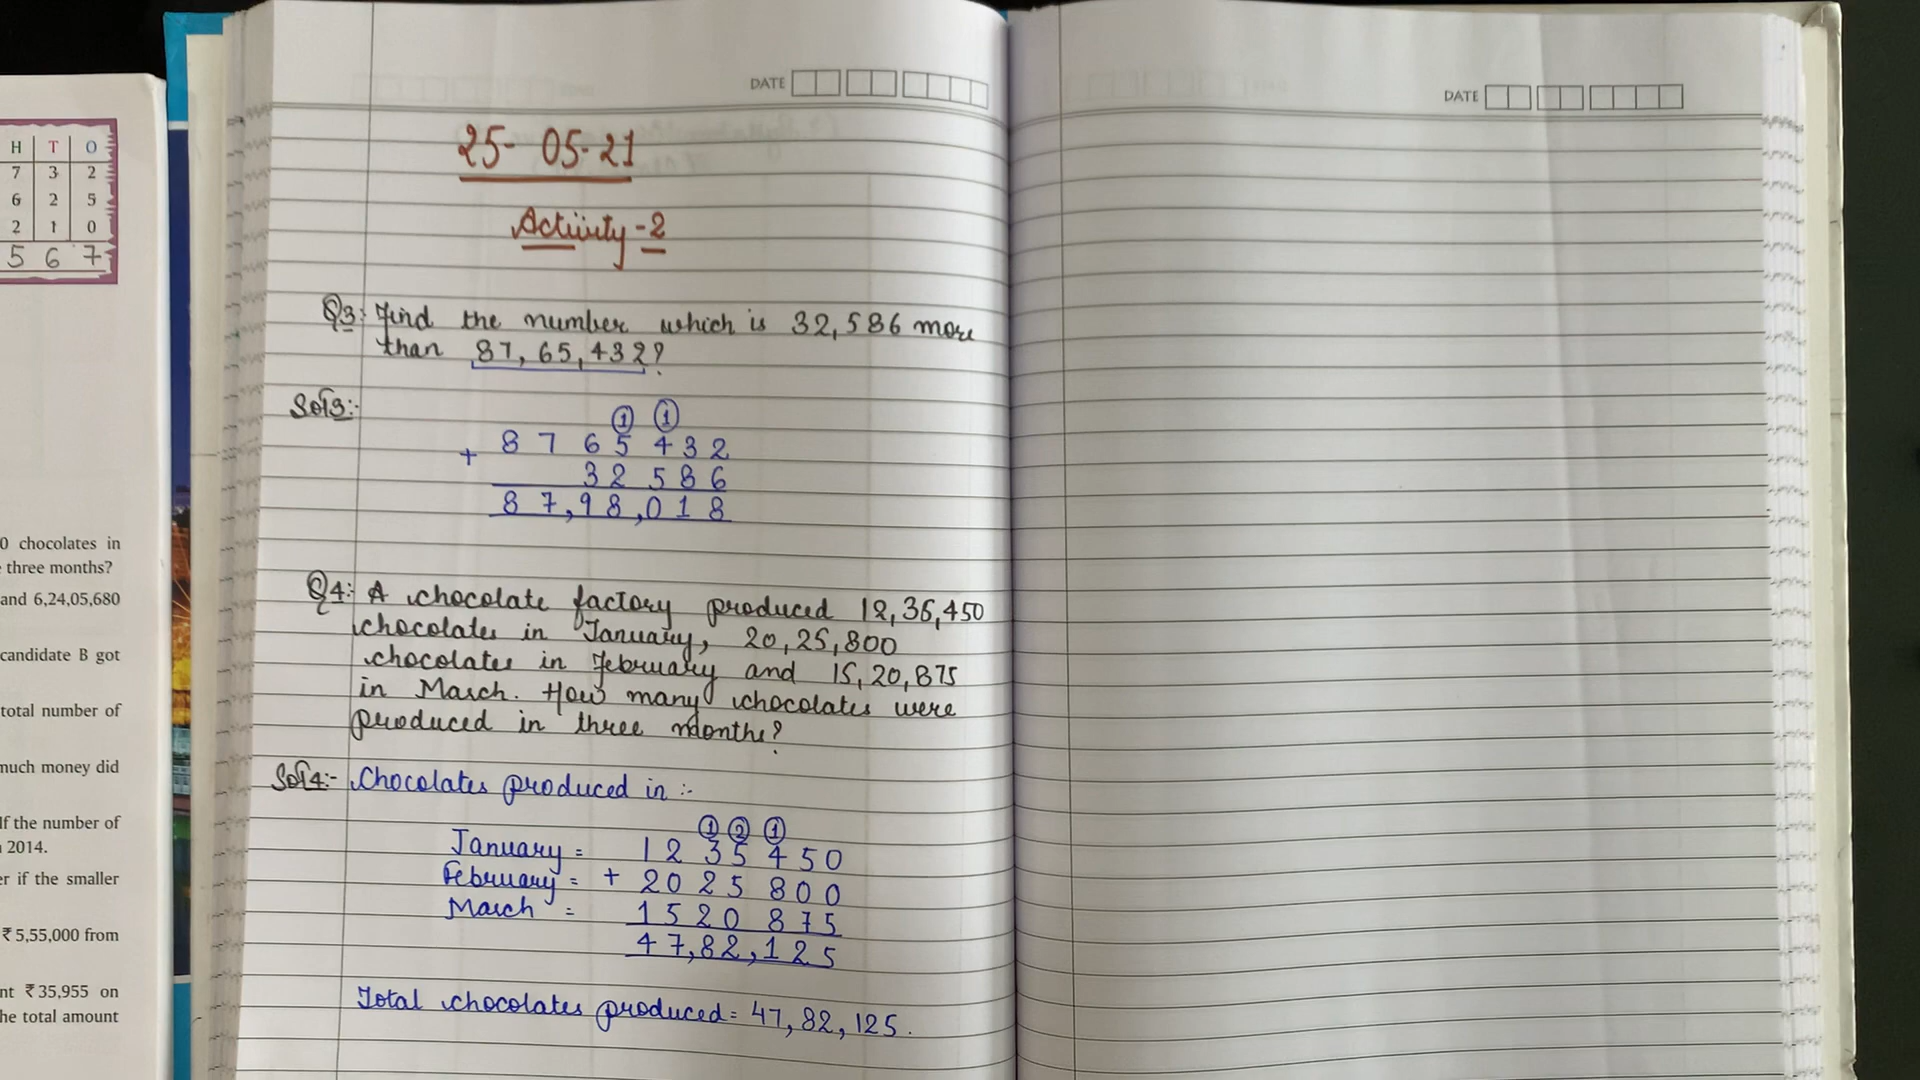 H T O
7 3 2
6 2 5
2 1 0
5 6 7
0 chocolates in
three months?
and 6,24,05,680
candidate B got
total number of
much money did
If the number of
2014.
er if the smaller
₹ 5,55,000 from
nt ₹ 35,955 on
he total amount
DATE
25- 05-21
Activity-2
Q3:- Find the number which is 32,586 more
than 87,65,432?
Sol3:-
1 1
8 7 6 5 4 3 2
+ 3 2 5 8 6
8 7,9 8,0 1 8
Q4:- A chocolate factory produced 12,35,450
chocolates in January, 20,25,800
chocolates in February and 15,20,875
in March. How many chocolates were
produced in three months?
Sol4:- Chocolates produced in :-
1 2 1
January = 1 2 3 5 4 5 0
February = + 2 0 2 5 8 0 0
March = 1 5 2 0 8 7 5
4 7,8 2,1 2 5
Total chocolates produced = 47,82,125.
DATE